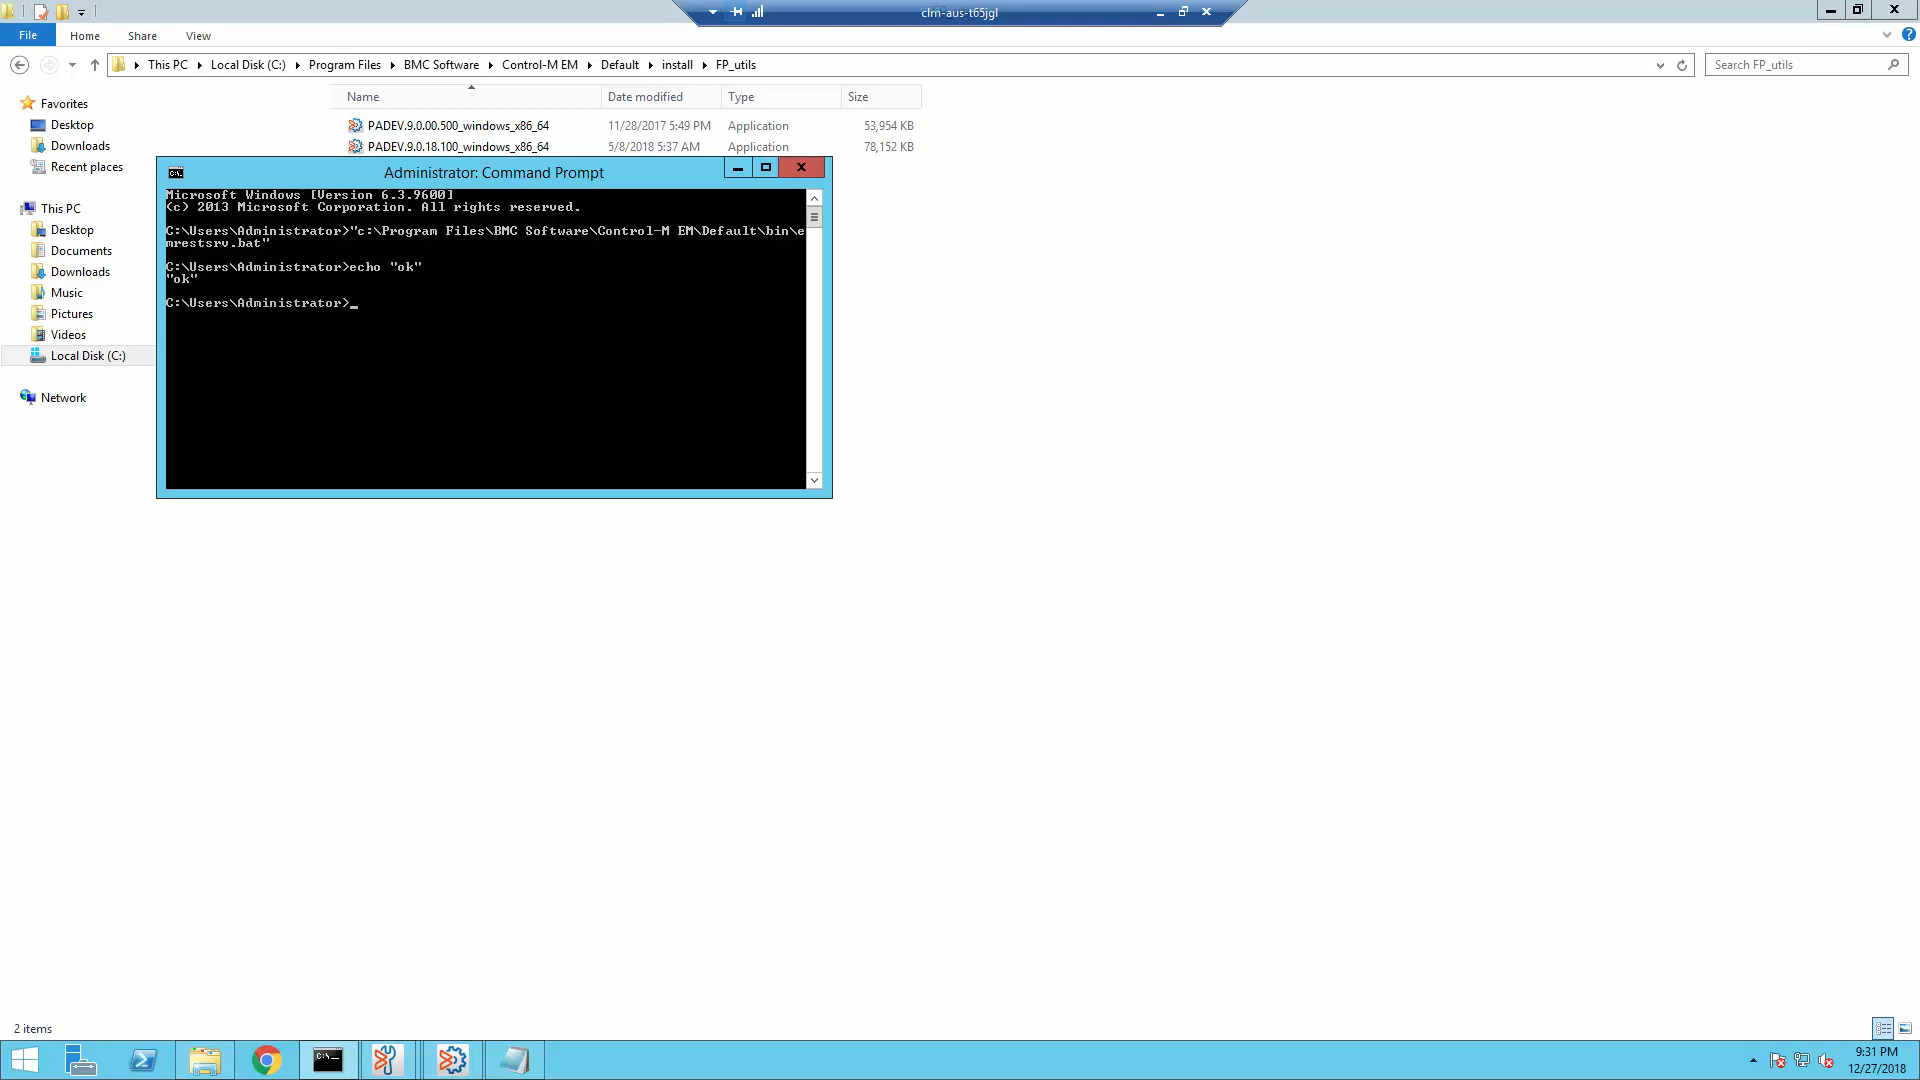 clm-aus-t65jgl
File Home Share View
This PC Local Disk (C:) Program Files BMC Software Control-M EM Default install FP_utils
Search FP_utils
Name Date modified Type Size
PADEV.9.0.00.500_windows_x86_64 11/28/2017 5:49 PM Application 53,954 KB
PADEV.9.0.18.100_windows_x86_64 5/8/2018 5:37 AM Application 78,152 KB
Favorites
Desktop
Downloads
Recent places
This PC
Desktop
Documents
Downloads
Music
Pictures
Videos
Local Disk (C:)
Network
Administrator: Command Prompt
Microsoft Windows [Version 6.3.9600]
(c) 2013 Microsoft Corporation. All rights reserved.
C:\Users\Administrator>"c:\Program Files\BMC Software\Control-M EM\Default\bin\e
mrestsrv.bat"
C:\Users\Administrator>echo "ok"
"ok"
C:\Users\Administrator>_
2 items
9:31 PM
12/27/2018